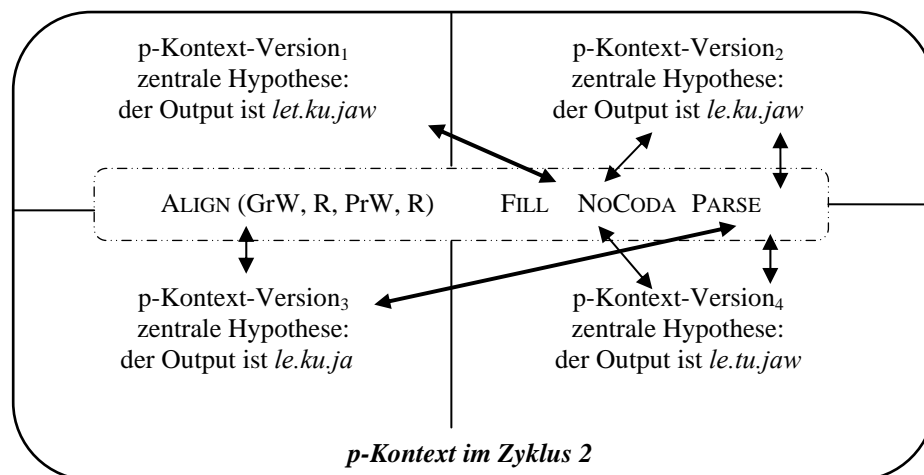 p-Kontext-Version₁
zentrale Hypothese:
der Output ist let.ku.jaw
p-Kontext-Version₂
zentrale Hypothese:
der Output ist le.ku.jaw
ALIGN (GrW, R, PrW, R) FILL NOCODA PARSE
p-Kontext-Version₃
zentrale Hypothese:
der Output ist le.ku.ja
p-Kontext-Version₄
zentrale Hypothese:
der Output ist le.tu.jaw
p-Kontext im Zyklus 2